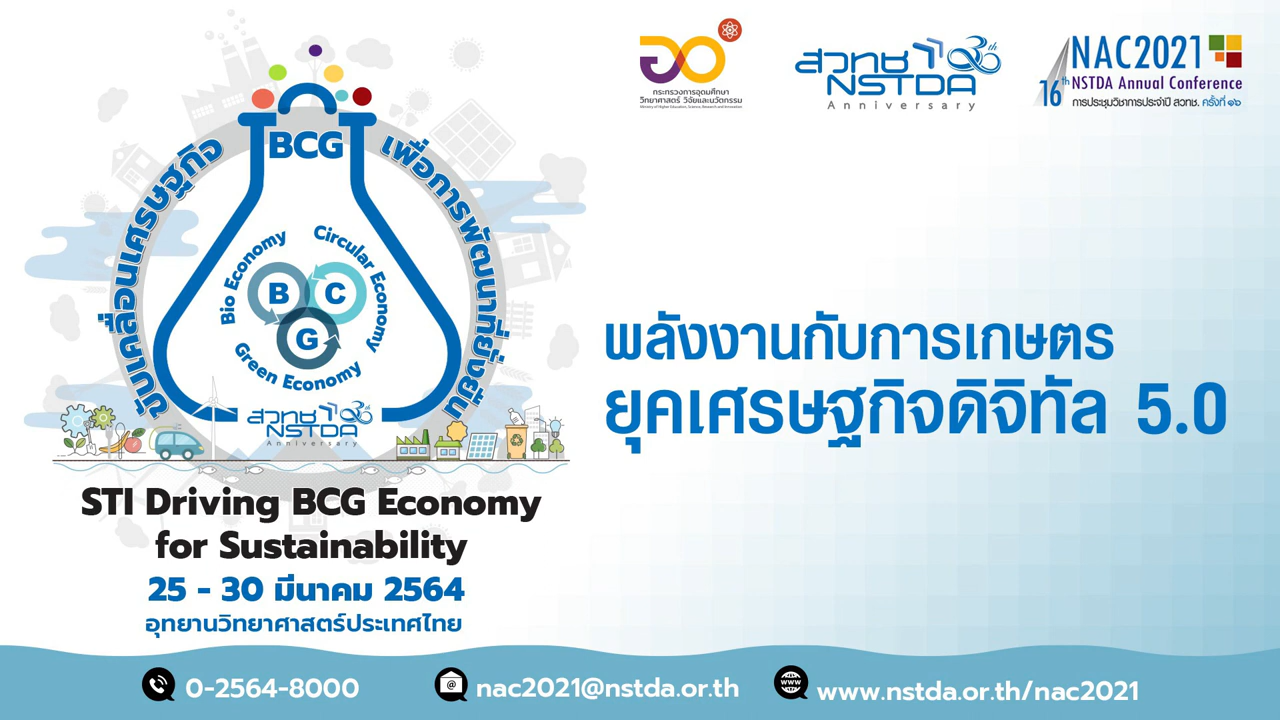 ขับเคลื่อนเศรษฐกิจ
BCG
เพื่อการพัฒนาที่ยั่งยืน
Bio Economy
Circular Economy
Green Economy
B
C
G
สวทช 30th
NSTDA
Anniversary
STI Driving BCG Economy
for Sustainability
25 - 30 มีนาคม 2564
อุทยานวิทยาศาสตร์ประเทศไทย
กระทรวงการอุดมศึกษา
วิทยาศาสตร์ วิจัยและนวัตกรรม
Ministry of Higher Education, Science, Research and Innovation
สวทช 30th
NSTDA
Anniversary
NAC2021
16th NSTDA Annual Conference
การประชุมวิชาการประจำปี สวทช. ครั้งที่ ๑๖
พลังงานกับการเกษตร
ยุคเศรษฐกิจดิจิทัล 5.0
0-2564-8000
nac2021@nstda.or.th
www.nstda.or.th/nac2021